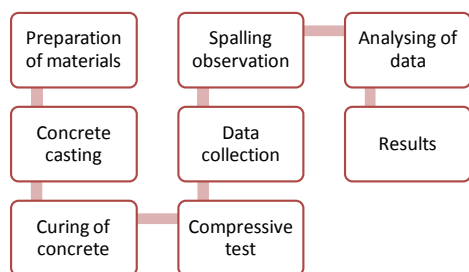 Preparation
of materials
Concrete
casting
Curing of
concrete
Compressive
test
Data
collection
Spalling
observation
Analysing of
data
Results